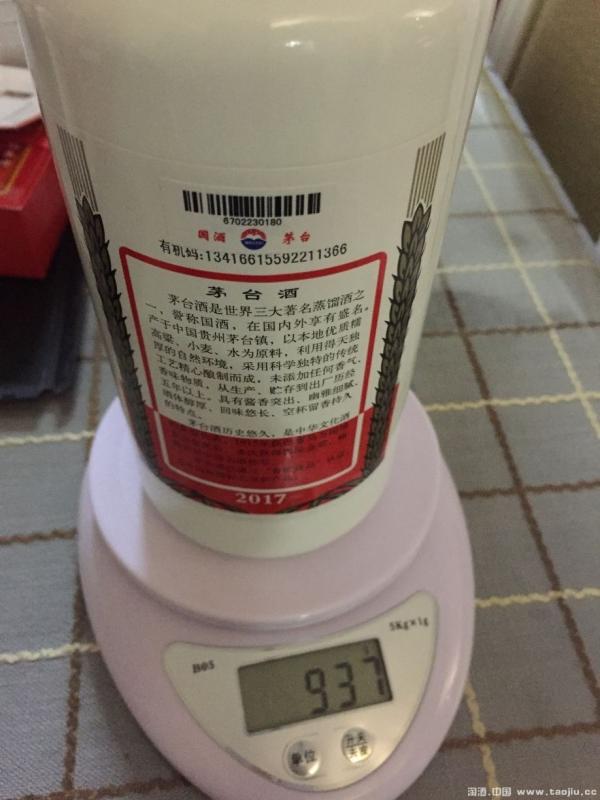 6702230180
国酒 茅台
有机码:13416615592211366
茅台酒
茅台酒是世界三大著名蒸馏酒之
一，誉称国酒，在国内外享有盛名。
产于中国贵州茅台镇，以本地优质糯
高粱、小麦、水为原料，利用得天独
厚的自然环境，采用科学独特的传统
工艺精心酿制而成，未添加任何香气、
香味物质，从生产、贮存到出厂历经
五年以上。具有酱香突出、幽雅细腻、
酒体醇厚、回味悠长、空杯留香持久
的特点。
茅台酒历史悠久，是中华文化酒
2017
B05
5Kg×1g
937
单位
开关
去皮
淘酒.中国 www.taojiu.cc